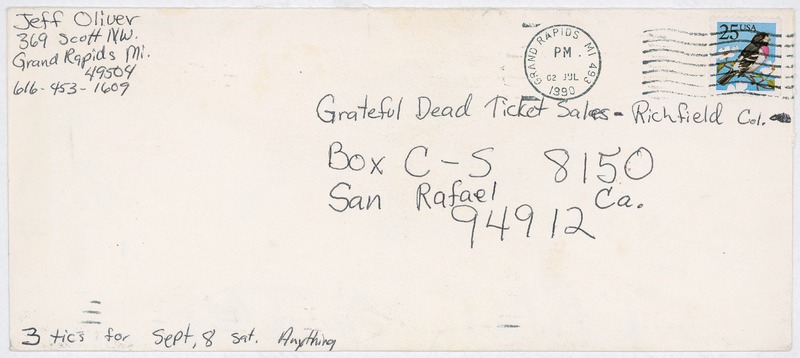 Jeff Oliver
369 Scott NW.
Grand Rapids Mi.
49504
616-453-1609
GRAND RAPIDS MI 493
PM
02 JUL
1990
25 USA
Grateful Dead Ticket Sales - Richfield Col.
Box C-S 8150
San Rafael Ca.
94912
3 tics for Sept, 8 sat. Anything